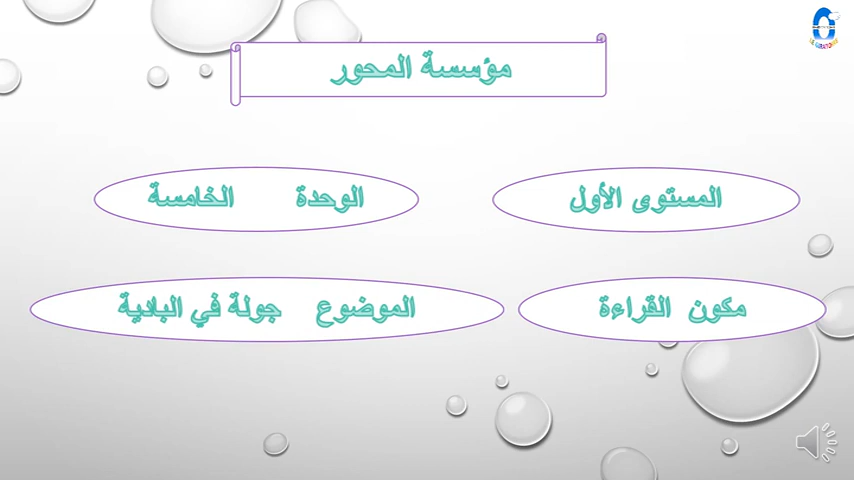 مؤسسة المحور
المستوى الأول
الوحدة الخامسة
مكون القراءة
الموضوع جولة في البادية